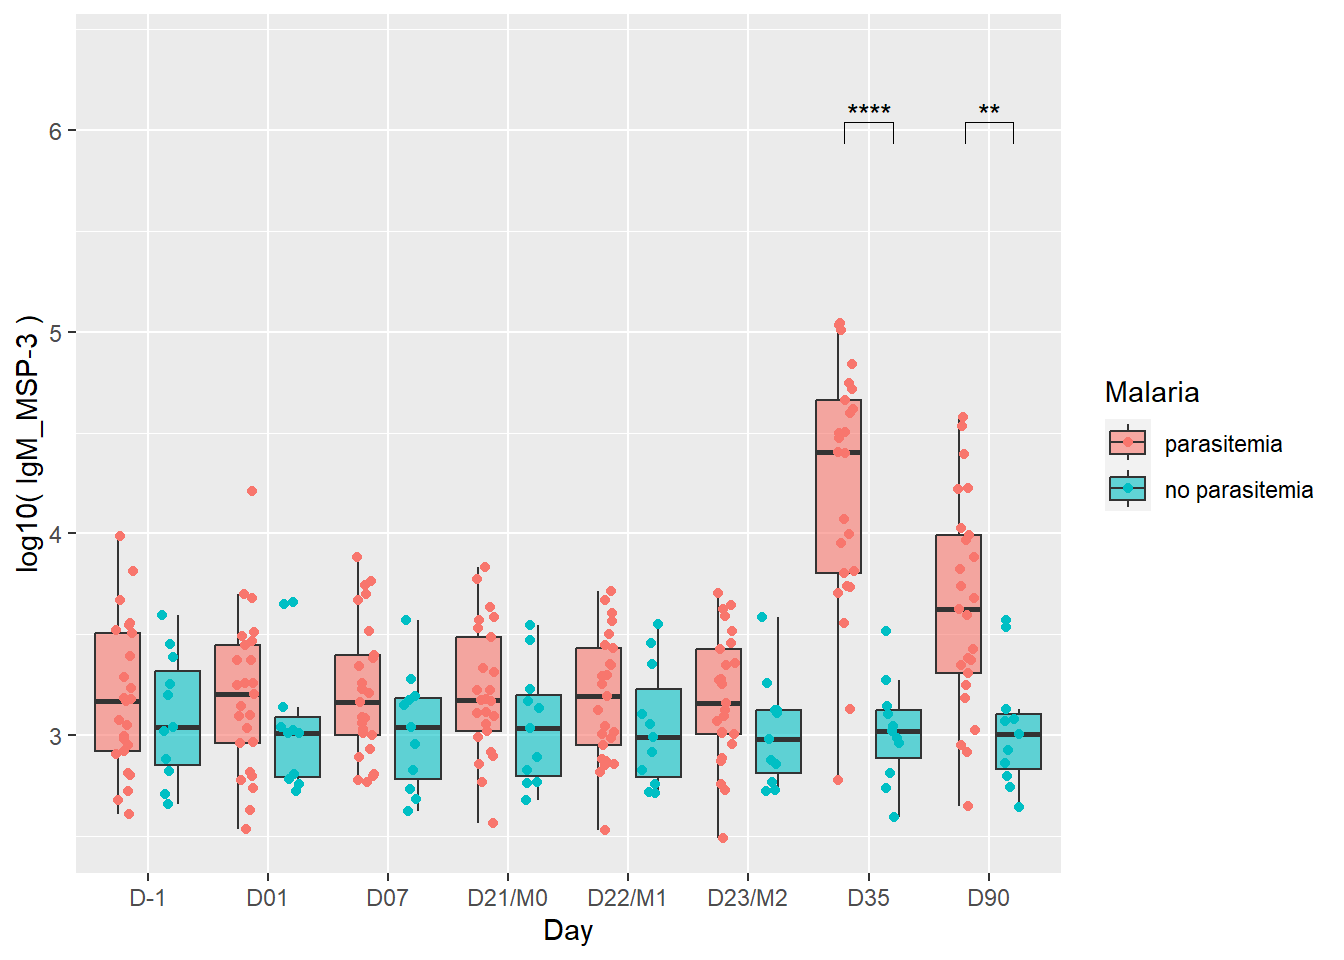 **** **
6
5
4
3
log10( IgM_MSP-3 )
D-1 D01 D07 D21/M0 D22/M1 D23/M2 D35 D90
Day
Malaria
parasitemia
no parasitemia